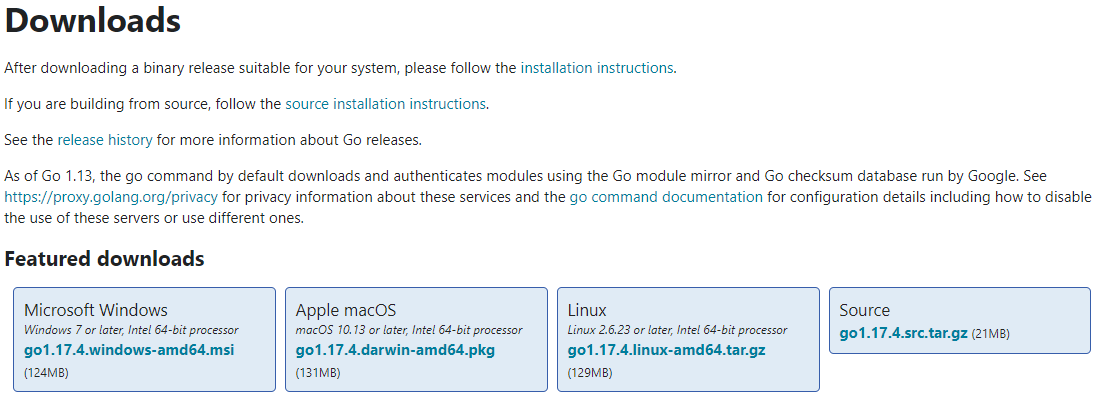 Downloads
After downloading a binary release suitable for your system, please follow the installation instructions.
If you are building from source, follow the source installation instructions.
See the release history for more information about Go releases.
As of Go 1.13, the go command by default downloads and authenticates modules using the Go module mirror and Go checksum database run by Google. See
https://proxy.golang.org/privacy for privacy information about these services and the go command documentation for configuration details including how to disable
the use of these servers or use different ones.
Featured downloads
Microsoft Windows
Windows 7 or later, Intel 64-bit processor
go1.17.4.windows-amd64.msi
(124MB)
Apple macOS
macOS 10.13 or later, Intel 64-bit processor
go1.17.4.darwin-amd64.pkg
(131MB)
Linux
Linux 2.6.23 or later, Intel 64-bit processor
go1.17.4.linux-amd64.tar.gz
(129MB)
Source
go1.17.4.src.tar.gz (21MB)